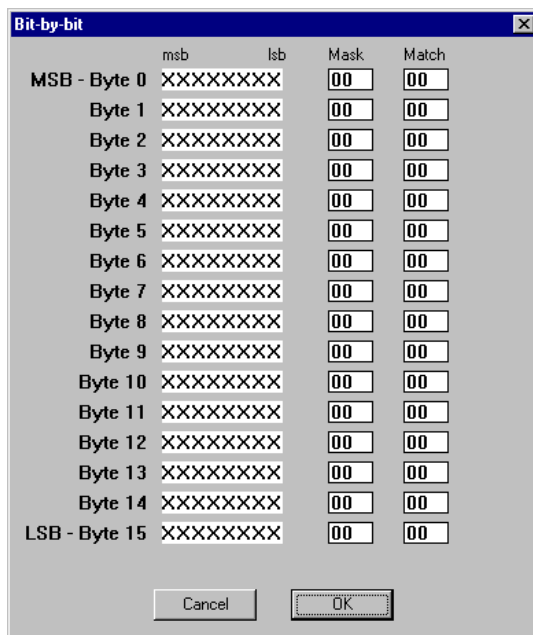 Bit-by-bit
msb lsb Mask Match
MSB - Byte 0 XXXXXXXX 00 00
Byte 1 XXXXXXXX 00 00
Byte 2 XXXXXXXX 00 00
Byte 3 XXXXXXXX 00 00
Byte 4 XXXXXXXX 00 00
Byte 5 XXXXXXXX 00 00
Byte 6 XXXXXXXX 00 00
Byte 7 XXXXXXXX 00 00
Byte 8 XXXXXXXX 00 00
Byte 9 XXXXXXXX 00 00
Byte 10 XXXXXXXX 00 00
Byte 11 XXXXXXXX 00 00
Byte 12 XXXXXXXX 00 00
Byte 13 XXXXXXXX 00 00
Byte 14 XXXXXXXX 00 00
LSB - Byte 15 XXXXXXXX 00 00
Cancel OK